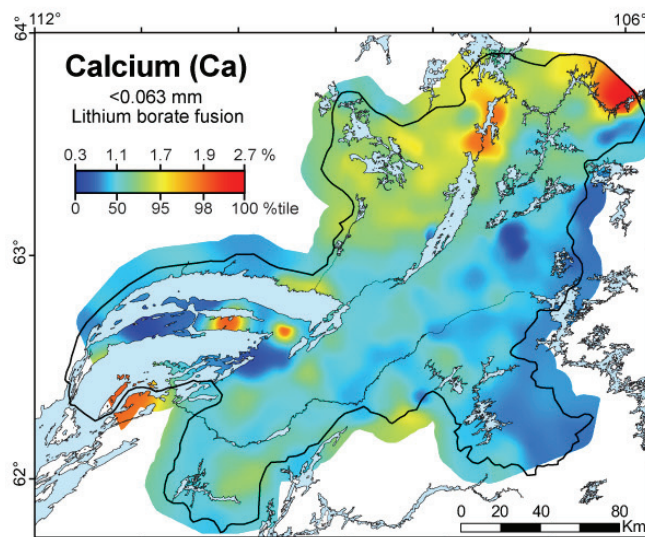 112°
106°
64°
Calcium (Ca)
<0.063 mm
Lithium borate fusion
0.3 1.1 1.7 1.9 2.7 %
0 50 95 98 100 %tile
63°
62°
0 20 40 60 80
Km